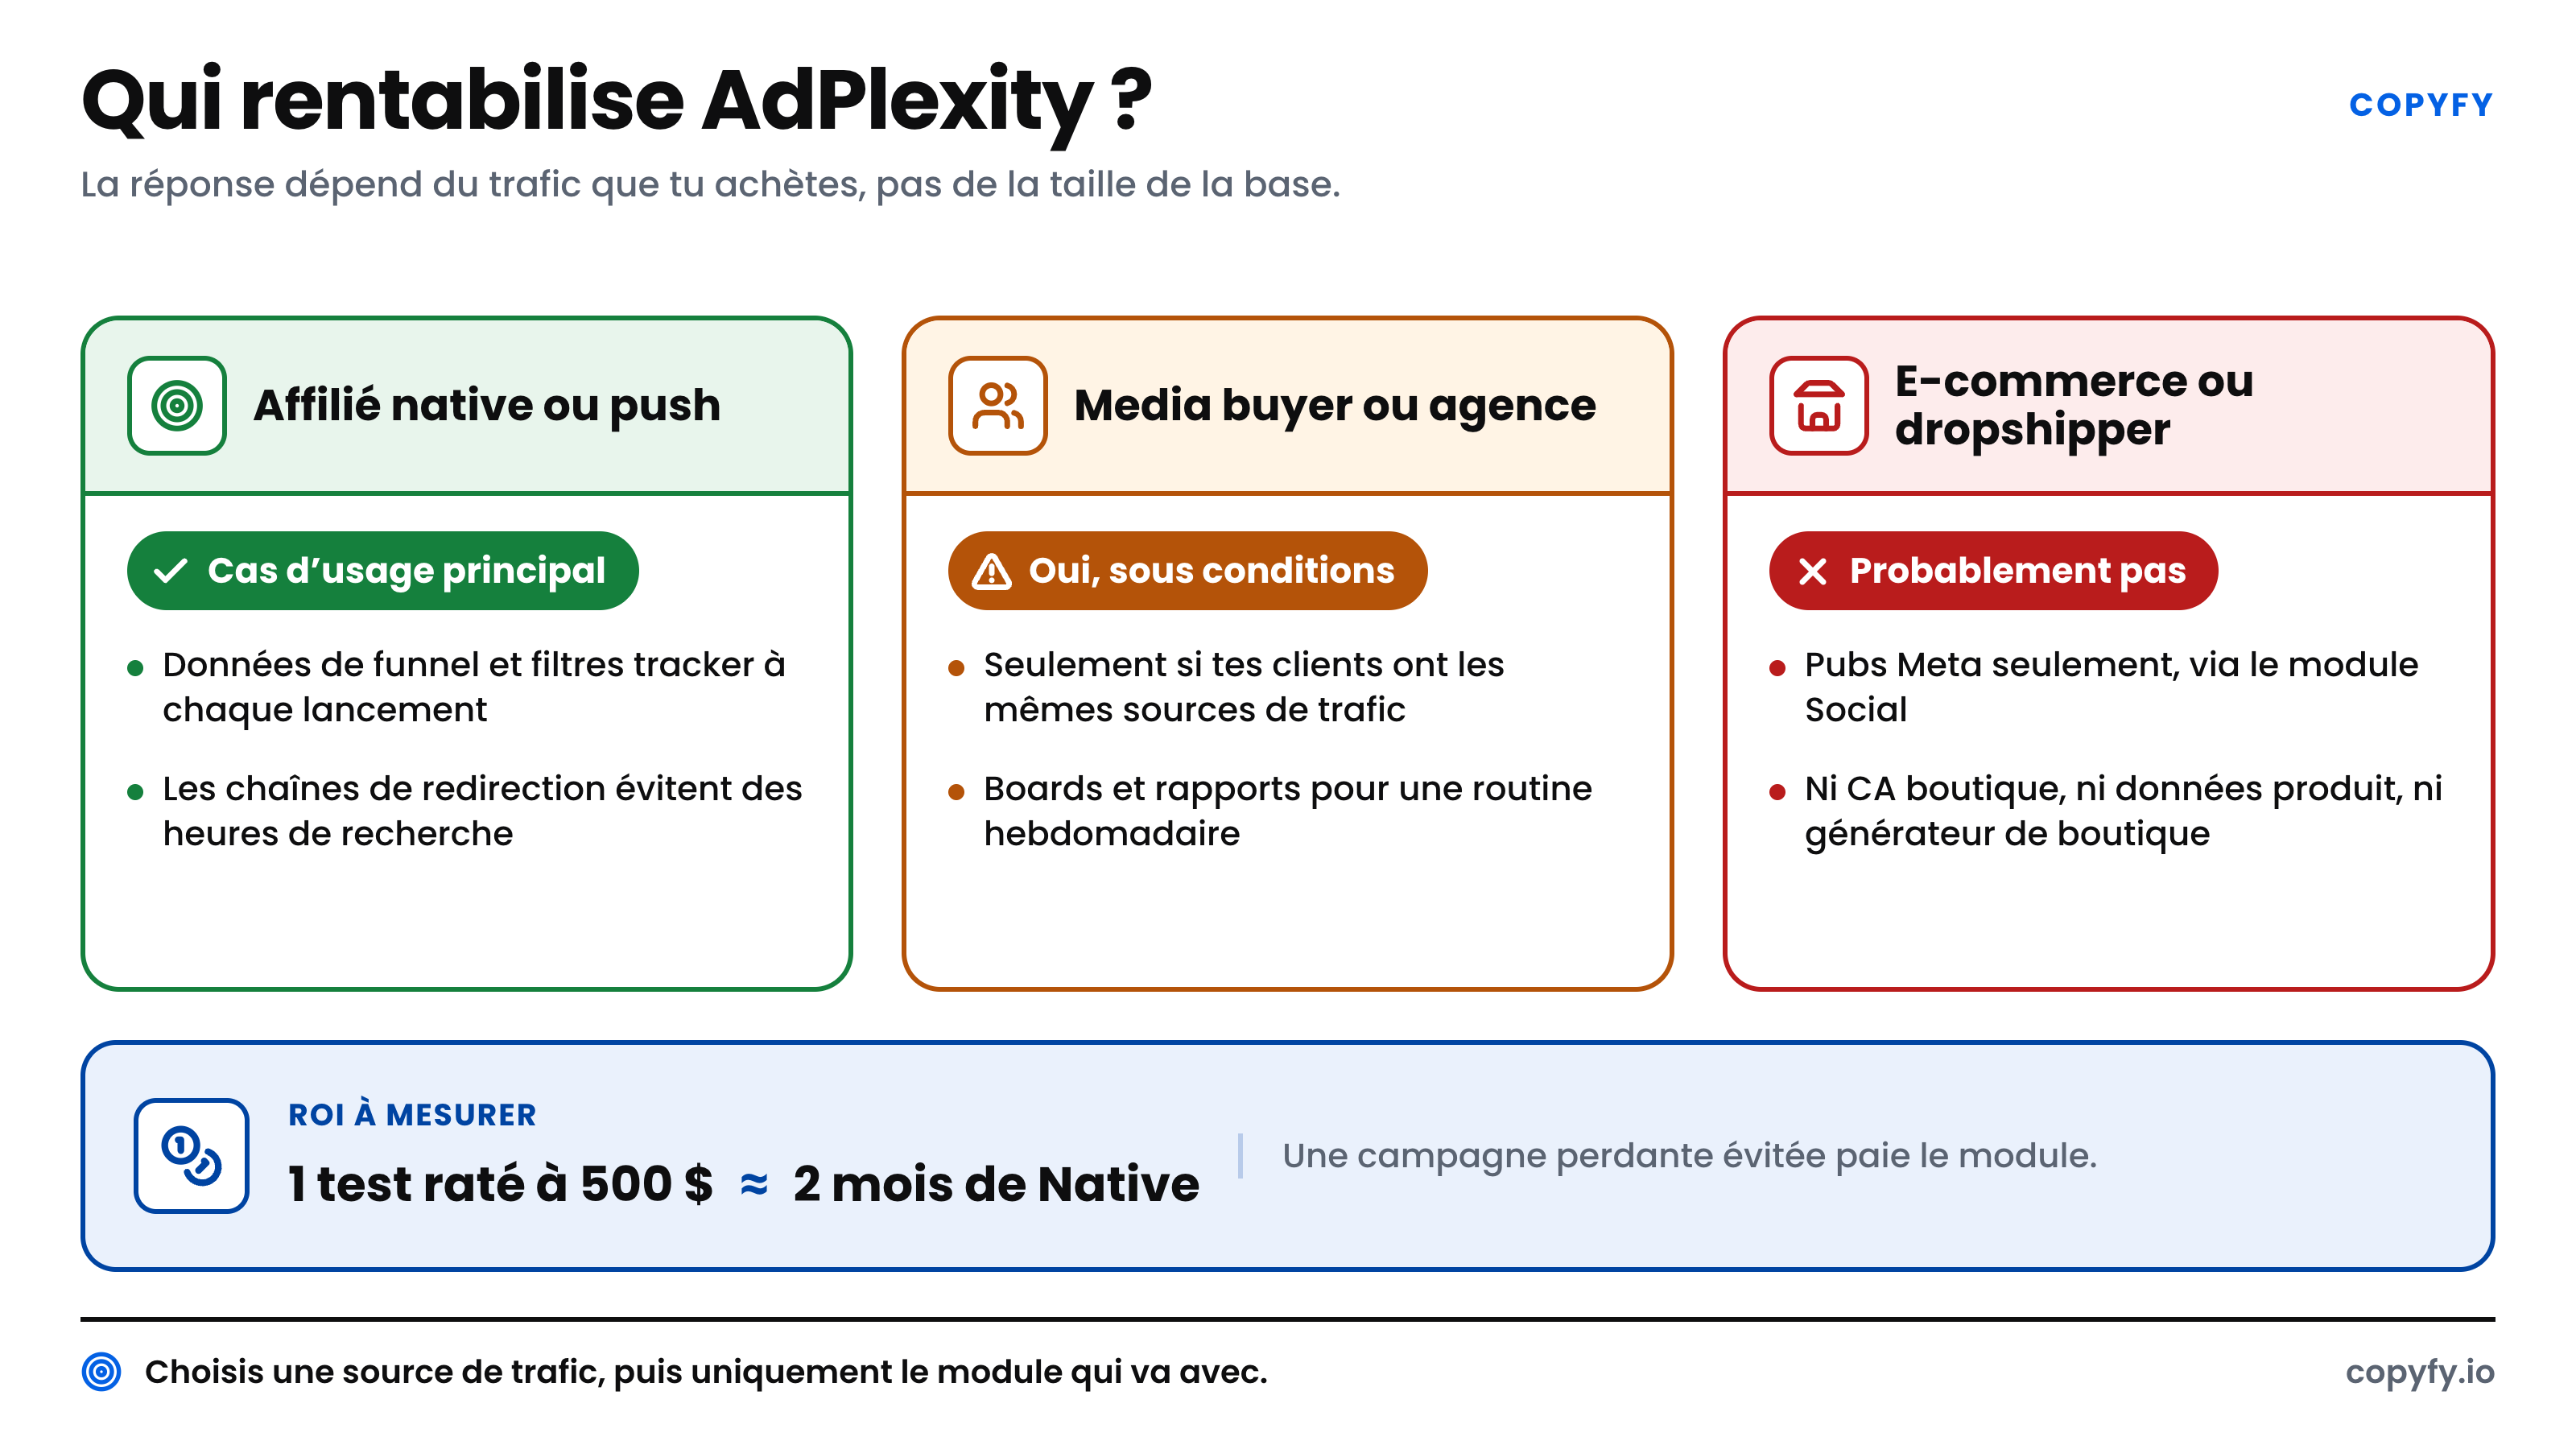 Qui rentabilise AdPlexity ?
COPYFY
La réponse dépend du trafic que tu achètes, pas de la taille de la base.
Affilié native ou push
Cas d’usage principal
Données de funnel et filtres tracker à
chaque lancement
Les chaînes de redirection évitent des
heures de recherche
Media buyer ou agence
Oui, sous conditions
Seulement si tes clients ont les
mêmes sources de trafic
Boards et rapports pour une routine
hebdomadaire
E-commerce ou
dropshipper
Probablement pas
Pubs Meta seulement, via le module
Social
Ni CA boutique, ni données produit, ni
générateur de boutique
ROI À MESURER
1 test raté à 500 $ ≈ 2 mois de Native
Une campagne perdante évitée paie le module.
Choisis une source de trafic, puis uniquement le module qui va avec.
copyfy.io